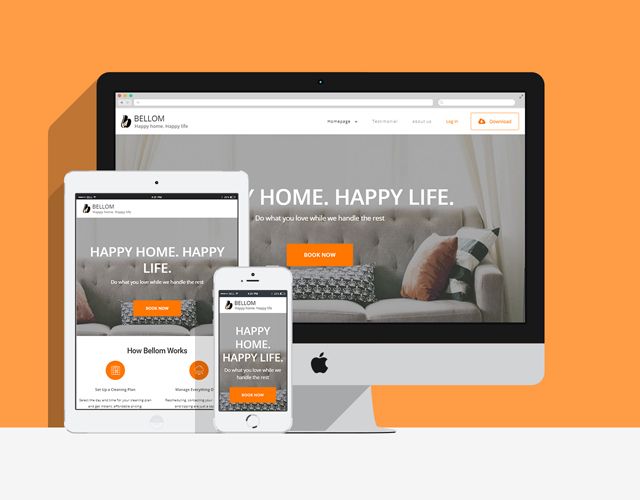 BELLOM
Happy home. Happy life
Homepage
Testimonial
about us
Log in
Download
Y HOME. HAPPY LIFE.
Do what you love while we handle the rest
BOOK NOW
BELLOM
Happy home. Happy life
HAPPY HOME. HAPPY
LIFE.
Do what you love while we handle the rest
BOOK NOW
How Bellom Works
Set Up a Cleaning Plan
Manage Everything O
Select the day and time for your cleaning plan
and get instant, affordable pricing
Rescheduling, contacting your
and tipping are just a
BELLOM
Happy home. Happy life
HAPPY
HOME.
HAPPY LIFE.
Do what you love while we
handle the rest
BOOK NOW